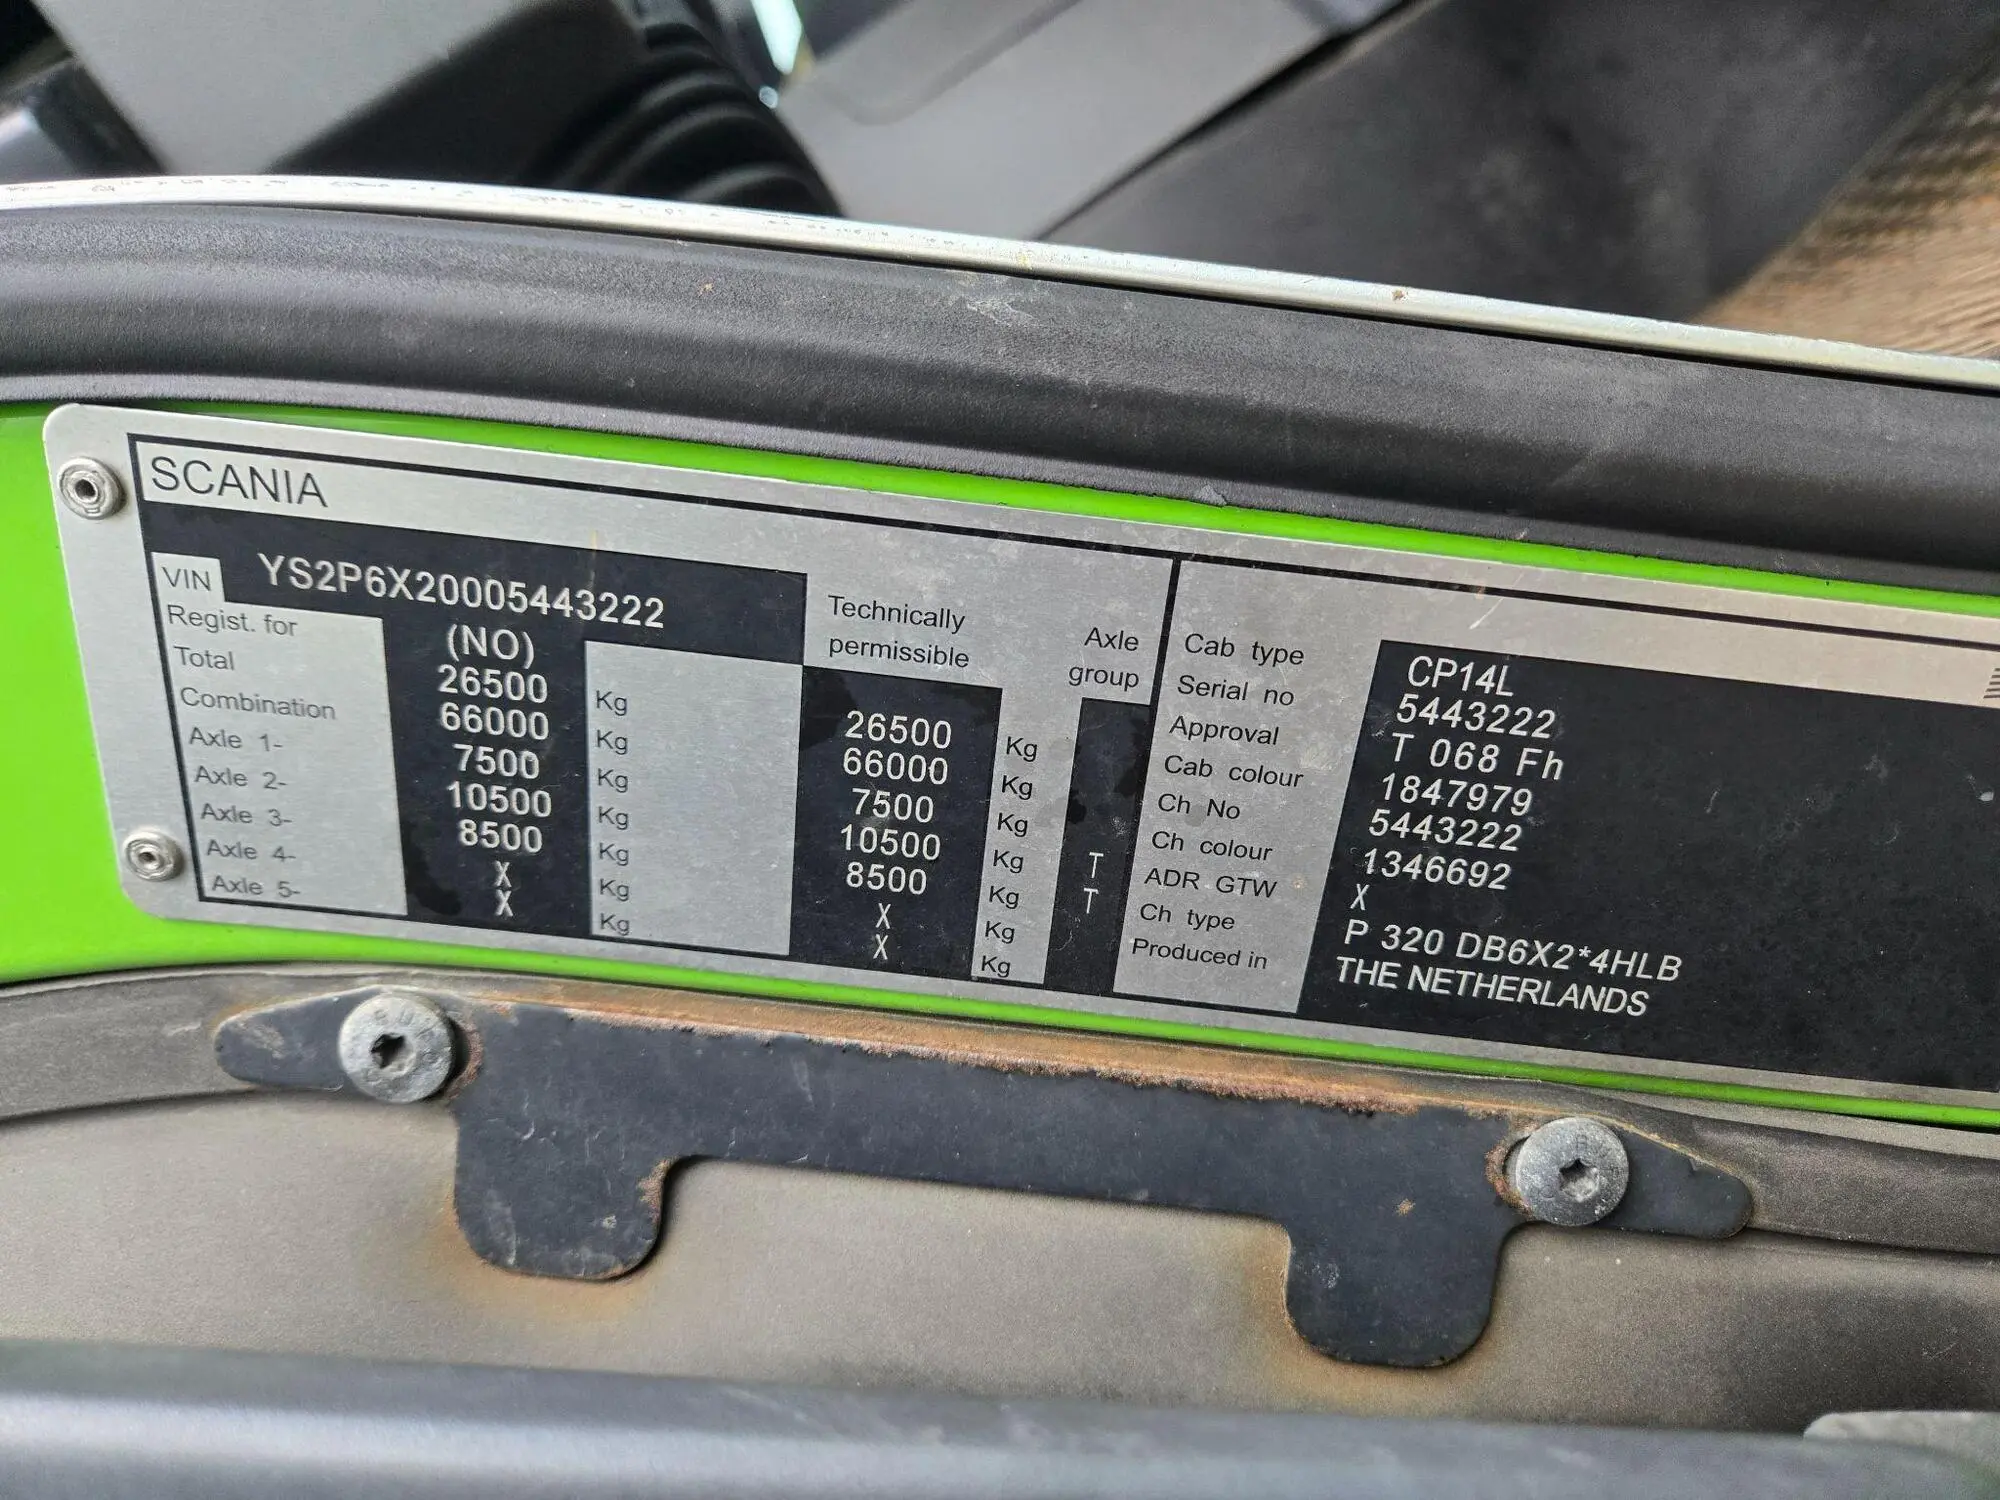 SCANIA
VIN YS2P6X20005443222
Regist. for (NO)
Technically
permissible
Axle
group
Total 26500 Kg 26500 Kg
Combination 66000 Kg 66000 Kg
Axle 1- 7500 Kg 7500 Kg
Axle 2- 10500 Kg 10500 Kg T
Axle 3- 8500 Kg 8500 Kg T
Axle 4- X Kg X Kg
Axle 5- X Kg X Kg
Cab type CP14L
Serial no 5443222
Approval T 068 Fh
Cab colour 1847979
Ch No 5443222
Ch colour 1346692
ADR GTW X
Ch type P 320 DB6X2*4HLB
Produced in THE NETHERLANDS